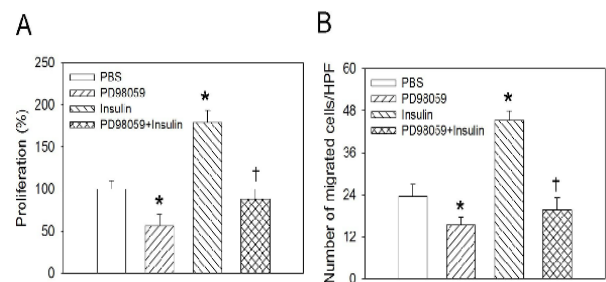 A
Proliferation (%)
250
200
150
100
50
0
PBS
PD98059
Insulin
PD98059+Insulin
*
*
†
B
Number of migrated cells/HPF
60
48
36
24
12
0
PBS
PD98059
Insulin
PD98059+Insulin
*
*
†